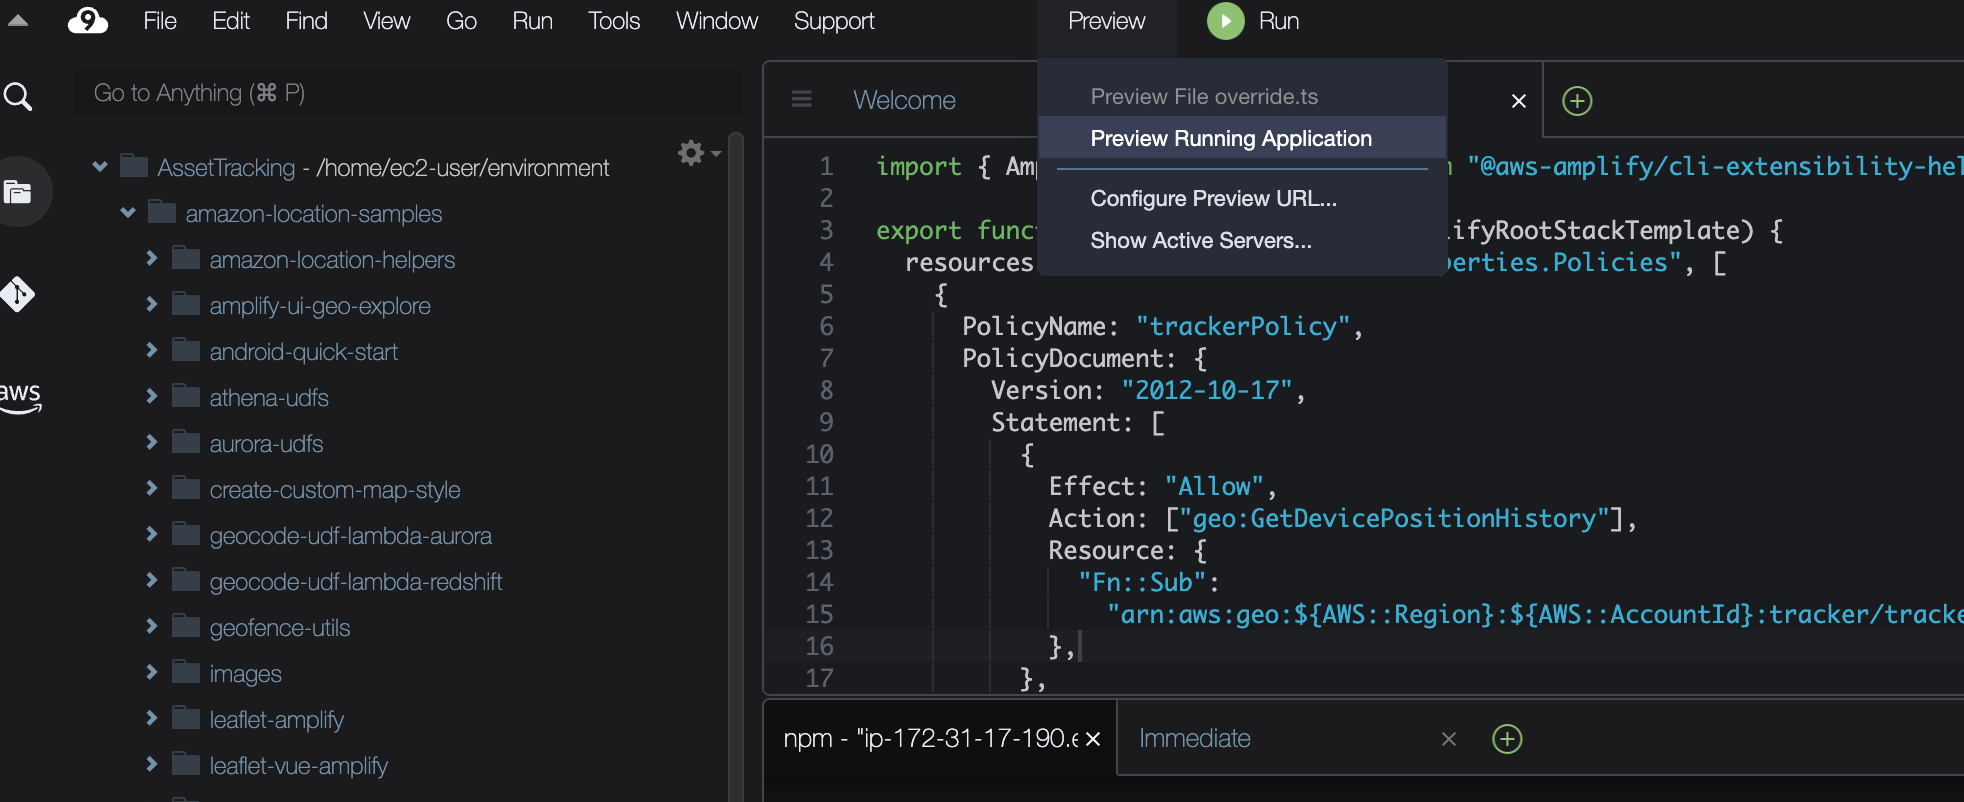 9 File Edit Find View Go Run Tools Window Support Preview Run
Go to Anything (⌘ P)
Welcome
Preview File override.ts
Preview Running Application
Configure Preview URL...
Show Active Servers...
aws
AssetTracking - /home/ec2-user/environment
amazon-location-samples
amazon-location-helpers
amplify-ui-geo-explore
android-quick-start
athena-udfs
aurora-udfs
create-custom-map-style
geocode-udf-lambda-aurora
geocode-udf-lambda-redshift
geofence-utils
images
leaflet-amplify
leaflet-vue-amplify
1 import { Am "@aws-amplify/cli-extensibility-hel
2
3 export func ifyRootStackTemplate) {
4 resources erties.Policies", [
5 {
6 PolicyName: "trackerPolicy",
7 PolicyDocument: {
8 Version: "2012-10-17",
9 Statement: [
10 {
11 Effect: "Allow",
12 Action: ["geo:GetDevicePositionHistory"],
13 Resource: {
14 "Fn::Sub":
15 "arn:aws:geo:${AWS::Region}:${AWS::AccountId}:tracker/tracke
16 },
17 },
npm - "ip-172-31-17-190.e Immediate